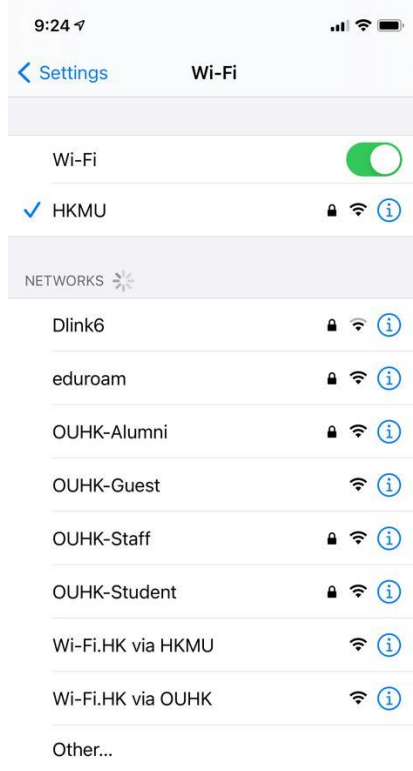 9:24
Settings Wi-Fi
Wi-Fi
HKMU
NETWORKS
Dlink6
eduroam
OUHK-Alumni
OUHK-Guest
OUHK-Staff
OUHK-Student
Wi-Fi.HK via HKMU
Wi-Fi.HK via OUHK
Other...